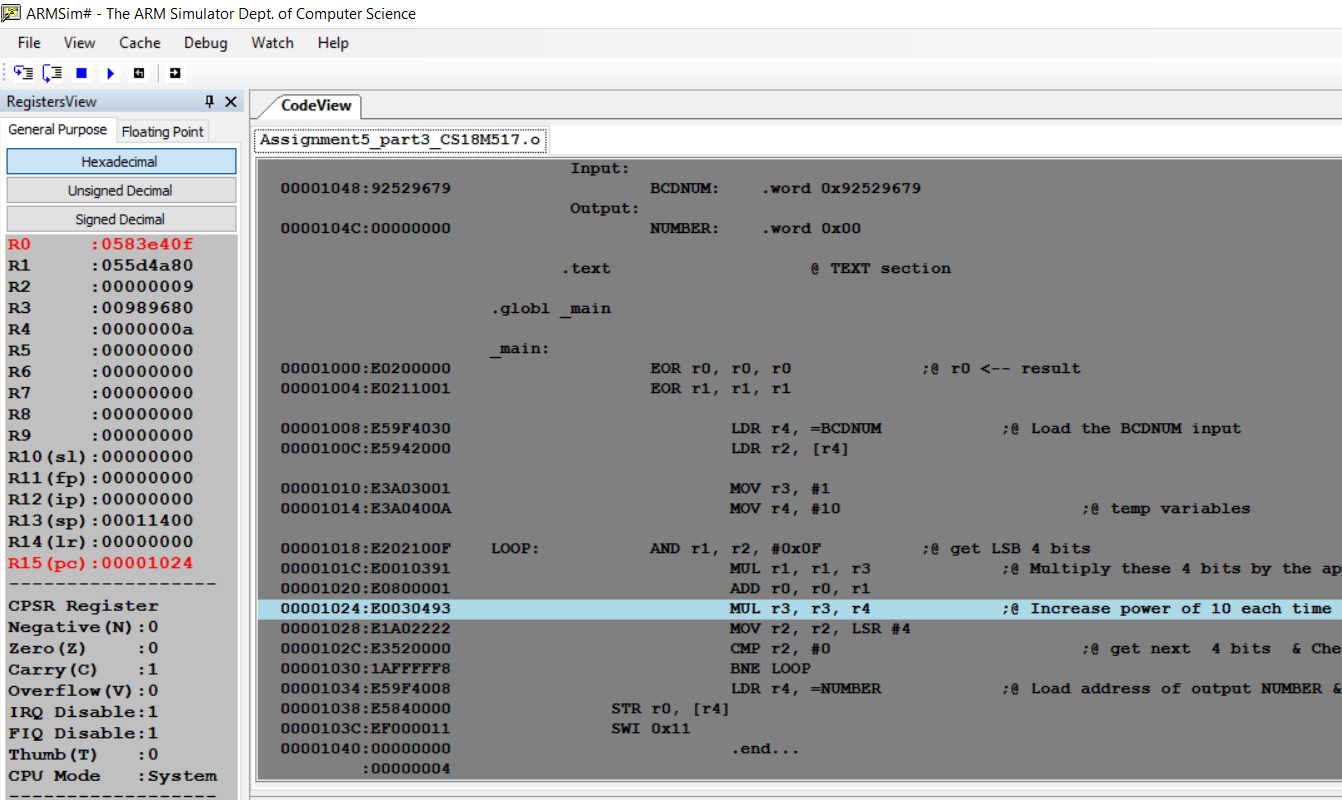 ARMSim# - The ARM Simulator Dept. of Computer Science
File View Cache Debug Watch Help
RegistersView
General Purpose Floating Point
Hexadecimal
Unsigned Decimal
Signed Decimal
R0 :0583e40f
R1 :055d4a80
R2 :00000009
R3 :00989680
R4 :0000000a
R5 :00000000
R6 :00000000
R7 :00000000
R8 :00000000
R9 :00000000
R10(sl):00000000
R11(fp):00000000
R12(ip):00000000
R13(sp):00011400
R14(lr):00000000
R15(pc):00001024
--------------------
CPSR Register
Negative(N):0
Zero(Z) :0
Carry(C) :1
Overflow(V):0
IRQ Disable:1
FIQ Disable:1
Thumb(T) :0
CPU Mode :System
--------------------
CodeView
Assignment5_part3_CS18M517.o
Input:
00001048:92529679 BCDNUM: .word 0x92529679
Output:
0000104C:00000000 NUMBER: .word 0x00
.text @ TEXT section
.globl _main
_main:
00001000:E0200000 EOR r0, r0, r0 ;@ r0 <-- result
00001004:E0211001 EOR r1, r1, r1
00001008:E59F4030 LDR r4, =BCDNUM ;@ Load the BCDNUM input
0000100C:E5942000 LDR r2, [r4]
00001010:E3A03001 MOV r3, #1
00001014:E3A0400A MOV r4, #10 ;@ temp variables
00001018:E202100F LOOP: AND r1, r2, #0x0F ;@ get LSB 4 bits
0000101C:E0010391 MUL r1, r1, r3 ;@ Multiply these 4 bits by the ap
00001020:E0800001 ADD r0, r0, r1
00001024:E0030493 MUL r3, r3, r4 ;@ Increase power of 10 each time
00001028:E1A02222 MOV r2, r2, LSR #4
0000102C:E3520000 CMP r2, #0 ;@ get next 4 bits & Che
00001030:1AFFFFF8 BNE LOOP
00001034:E59F4008 LDR r4, =NUMBER ;@ Load address of output NUMBER &
00001038:E5840000 STR r0, [r4]
0000103C:EF000011 SWI 0x11
00001040:00000000 .end...
:00000004